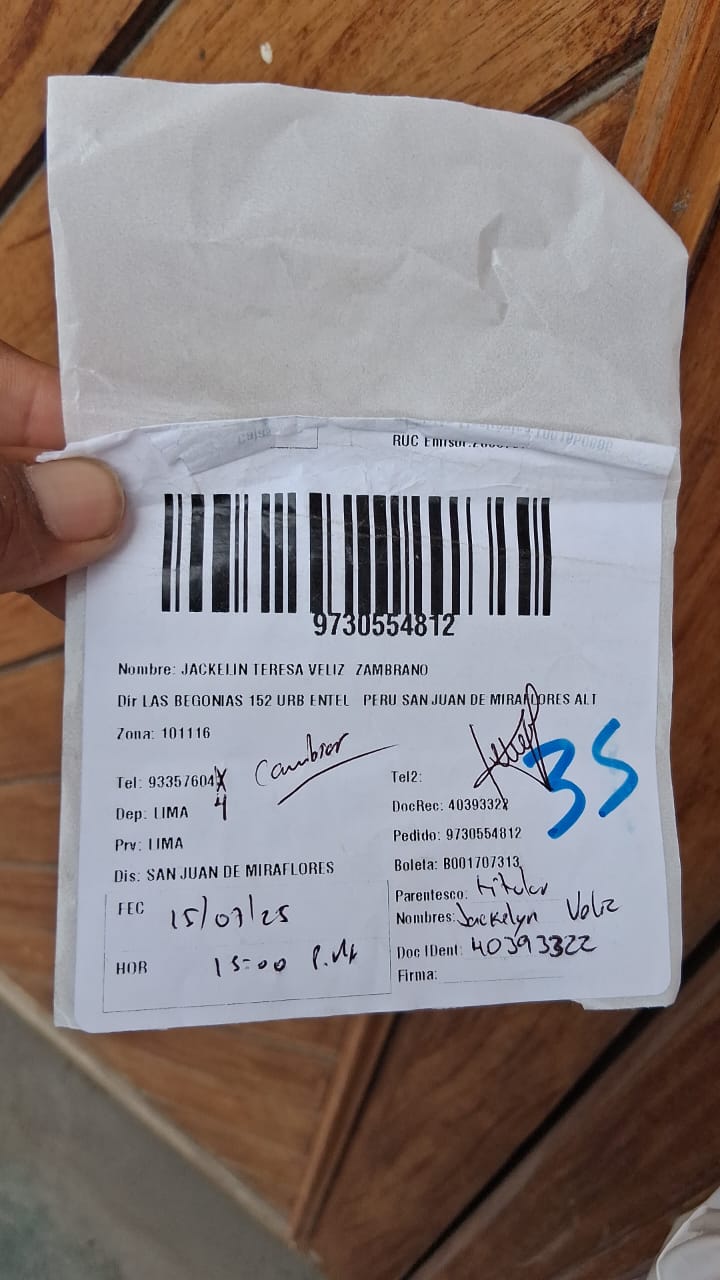 RUC Emisor:
9730554812
Nombre: JACKELIN TERESA VELIZ ZAMBRANO
Dir LAS BEGONIAS 152 URB ENTEL PERU SAN JUAN DE MIRAFLORES ALT
Zona: 101116
Cambior
35
Tel: 93357604 4
Tel2:
Dep: LIMA
DocRec: 40393322
Prv: LIMA
Pedido: 9730554812
Dis: SAN JUAN DE MIRAFLORES
Boleta: B001707313
Parentesco: titular
FEC 15/07/25
Nombres: Jackelyn Veliz
HOR 15:00 P.M
Doc IDent: 40393322
Firma: